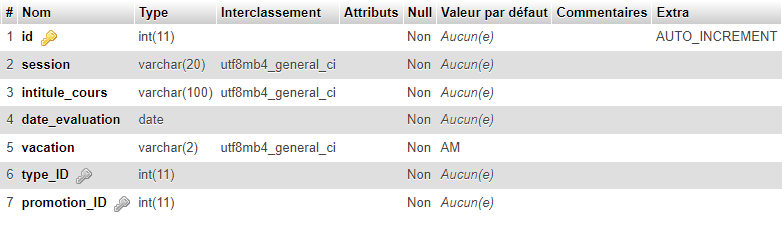 # Nom Type Interclassement Attributs Null Valeur par défaut Commentaires Extra
1 id int(11) Non Aucun(e) AUTO_INCREMENT
2 session varchar(20) utf8mb4_general_ci Non Aucun(e)
3 intitule_cours varchar(100) utf8mb4_general_ci Non Aucun(e)
4 date_evaluation date Non Aucun(e)
5 vacation varchar(2) utf8mb4_general_ci Non AM
6 type_ID int(11) Non Aucun(e)
7 promotion_ID int(11) Non Aucun(e)